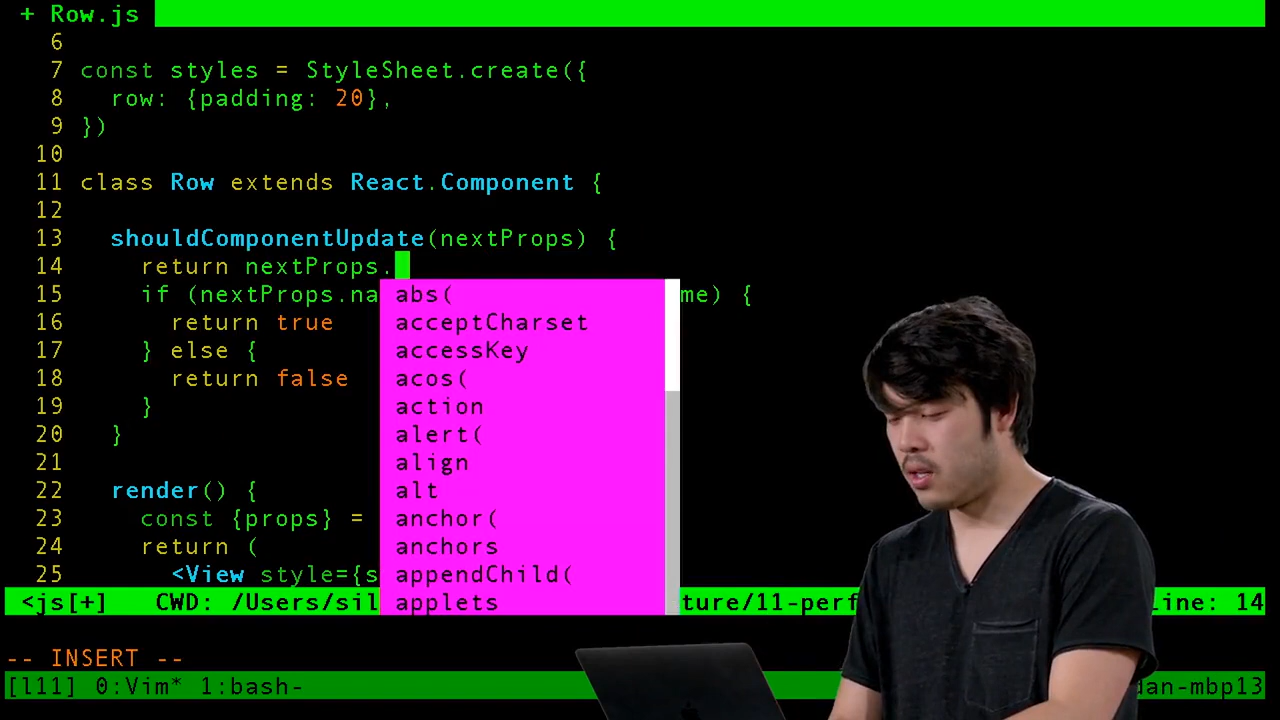 + Row.js
6
7 const styles = StyleSheet.create({
8 row: {padding: 20},
9 })
10
11 class Row extends React.Component {
12
13 shouldComponentUpdate(nextProps) {
14 return nextProps.
15 if (nextProps.na abs( me) {
16 return true acceptCharset
17 } else { accessKey
18 return false acos(
19 } action
20 } alert(
21 align
22 render() { alt
23 const {props} = anchor(
24 return ( anchors
25 <View style={s appendChild(
<js[+] CWD: /Users/sil applets ture/11-perf Line: 14
-- INSERT --
[l11] 0:Vim* 1:bash- dan-mbp13